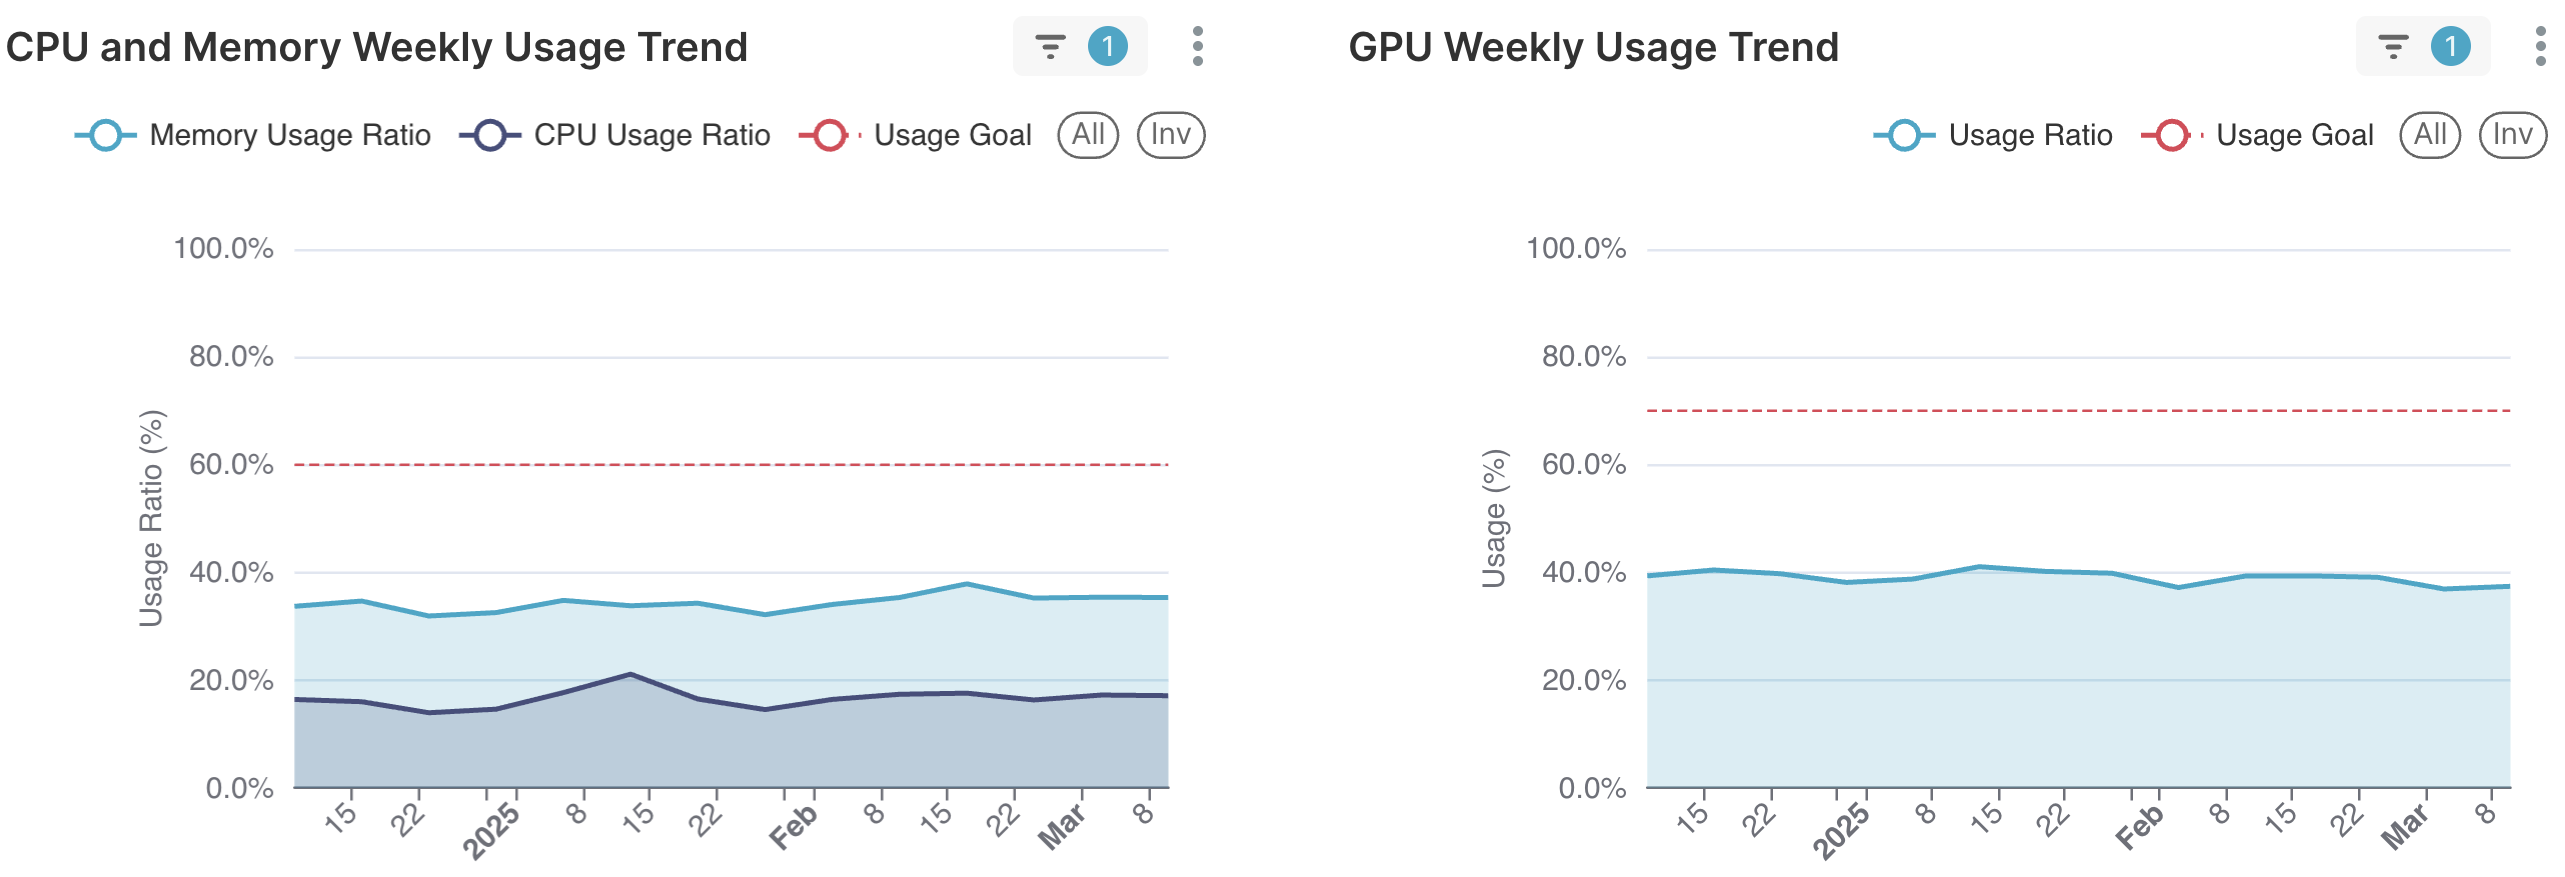 CPU and Memory Weekly Usage Trend
1
Memory Usage Ratio
CPU Usage Ratio
Usage Goal
All
Inv
Usage Ratio (%)
100.0%
80.0%
60.0%
40.0%
20.0%
0.0%
15
22
2025
8
15
22
Feb
8
15
22
Mar
8
GPU Weekly Usage Trend
1
Usage Ratio
Usage Goal
All
Inv
Usage (%)
100.0%
80.0%
60.0%
40.0%
20.0%
0.0%
15
22
2025
8
15
22
Feb
8
15
22
Mar
8